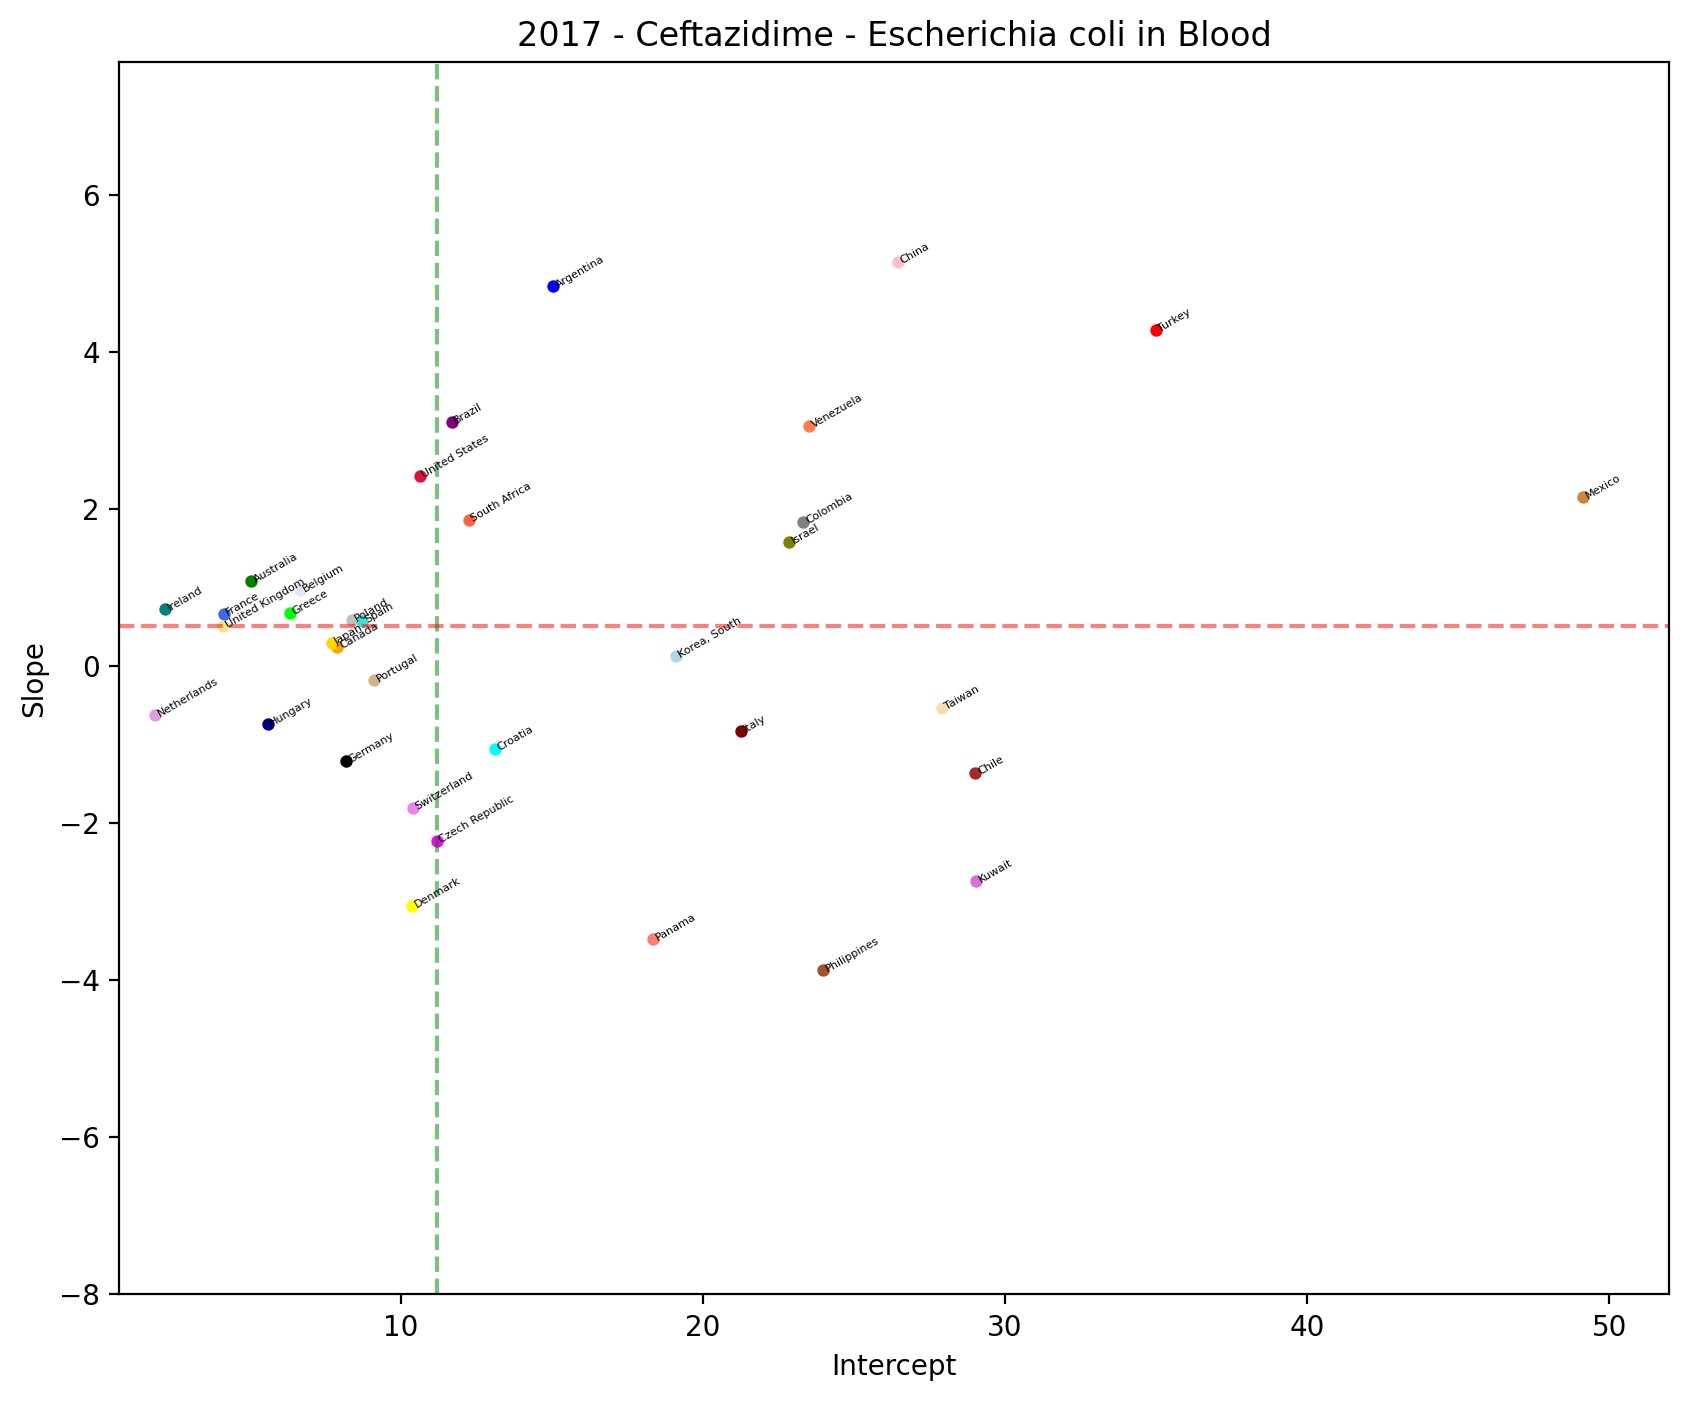 2017 - Ceftazidime - Escherichia coli in Blood
Slope
6
4
2
0
−2
−4
−6
−8
China
Argentina
Turkey
Brazil
Venezuela
United States
Mexico
South Africa
Colombia
Israel
Australia
Belgium
Ireland
France
United Kingdom
Greece
Poland
Spain
Japan
Canada
Korea, South
Portugal
Netherlands
Hungary
Taiwan
Italy
Croatia
Germany
Chile
Switzerland
Czech Republic
Kuwait
Denmark
Panama
Philippines
10
20
30
40
50
Intercept